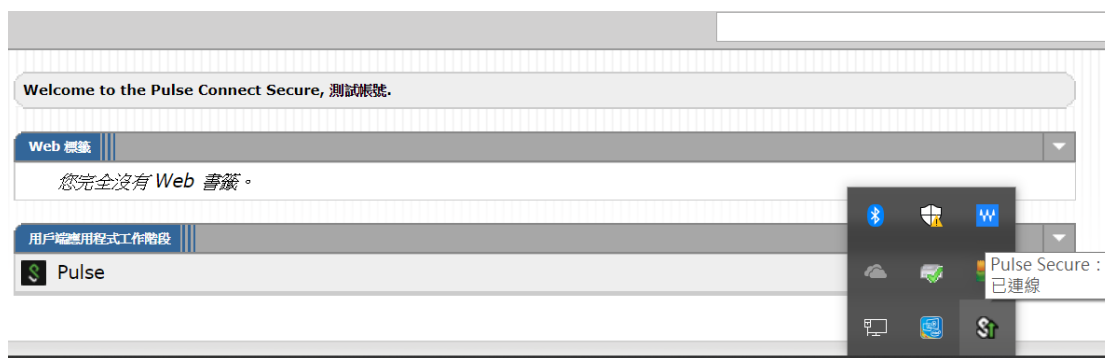 Welcome to the Pulse Connect Secure, 測試帳號.
Web 標籤
您完全沒有 Web 書籤。
用戶端應用程式工作階段
Pulse
Pulse Secure：
已連線